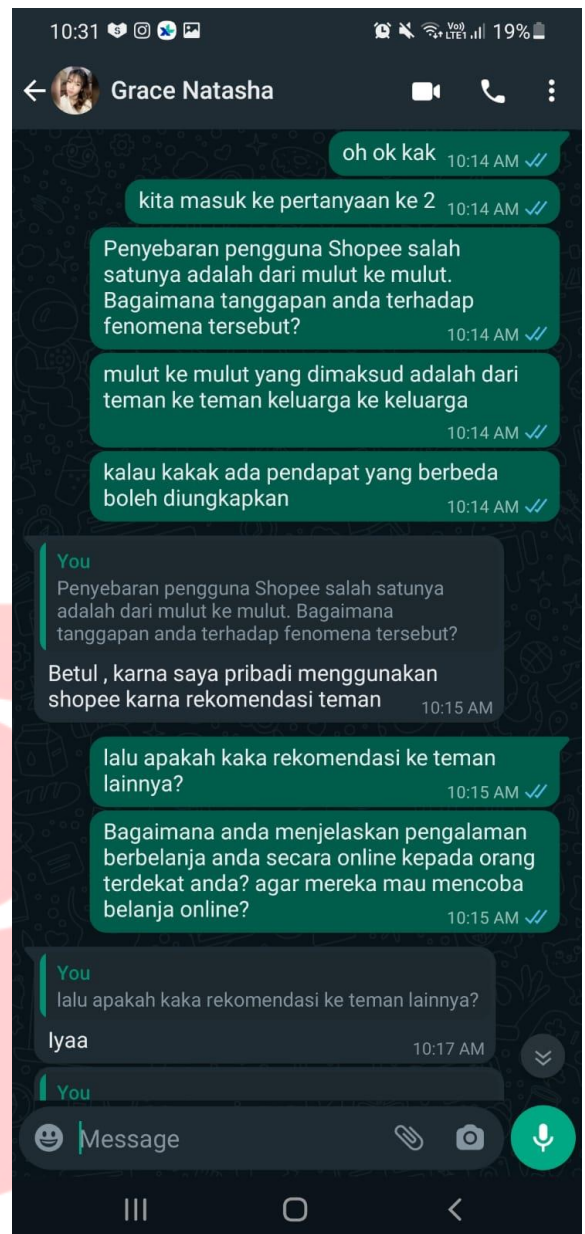 10:31
19%
Grace Natasha
oh ok kak 10:14 AM
kita masuk ke pertanyaan ke 2 10:14 AM
Penyebaran pengguna Shopee salah
satunya adalah dari mulut ke mulut.
Bagaimana tanggapan anda terhadap
fenomena tersebut?
10:14 AM
mulut ke mulut yang dimaksud adalah dari
teman ke teman keluarga ke keluarga
10:14 AM
kalau kakak ada pendapat yang berbeda
boleh diungkapkan 10:14 AM
You
Penyebaran pengguna Shopee salah satunya
adalah dari mulut ke mulut. Bagaimana
tanggapan anda terhadap fenomena tersebut?
Betul , karna saya pribadi menggunakan
shopee karna rekomendasi teman 10:15 AM
lalu apakah kaka rekomendasi ke teman
lainnya? 10:15 AM
Bagaimana anda menjelaskan pengalaman
berbelanja anda secara online kepada orang
terdekat anda? agar mereka mau mencoba
belanja online? 10:15 AM
You
lalu apakah kaka rekomendasi ke teman lainnya?
Iyaa 10:17 AM
You
Message